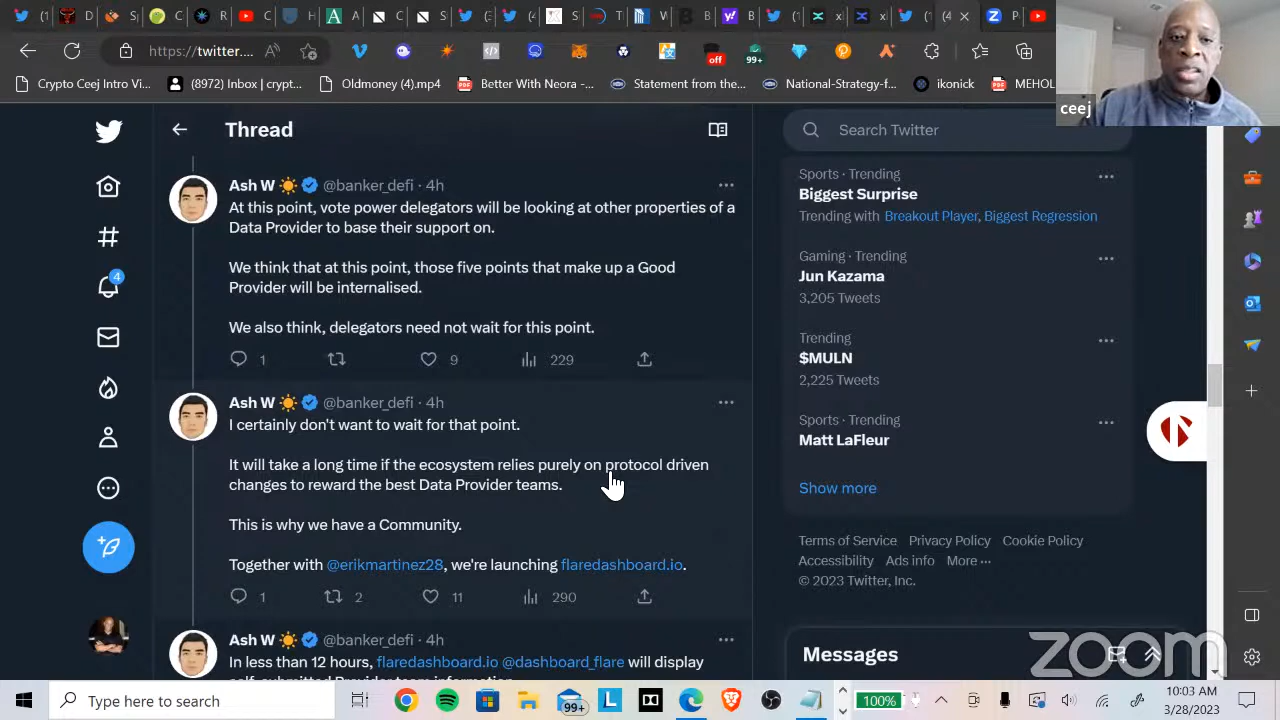 https://twitter....
off
99+
Crypto Ceej Intro Vi...
(8972) Inbox | crypt...
Oldmoney (4).mp4
Better With Neora -...
Statement from the...
National-Strategy-f...
ikonick
MEHOL
ceej
Thread
Search Twitter
Ash W @banker_defi · 4h
At this point, vote power delegators will be looking at other properties of a
Data Provider to base their support on.
We think that at this point, those five points that make up a Good
Provider will be internalised.
We also think, delegators need not wait for this point.
1 9 229
Ash W @banker_defi · 4h
I certainly don't want to wait for that point.
It will take a long time if the ecosystem relies purely on protocol driven
changes to reward the best Data Provider teams.
This is why we have a Community.
Together with @erikmartinez28, we're launching flaredashboard.io.
1 2 11 290
Ash W @banker_defi · 4h
In less than 12 hours, flaredashboard.io @dashboard_flare will display
4
Sports · Trending
Biggest Surprise
Trending with Breakout Player, Biggest Regression
Gaming · Trending
Jun Kazama
3,205 Tweets
Trending
$MULN
2,225 Tweets
Sports · Trending
Matt LaFleur
Show more
Terms of Service Privacy Policy Cookie Policy
Accessibility Ads info More ···
© 2023 Twitter, Inc.
Messages
zoom
Type here to search
99+
100%
10:03 AM
3/28/2023